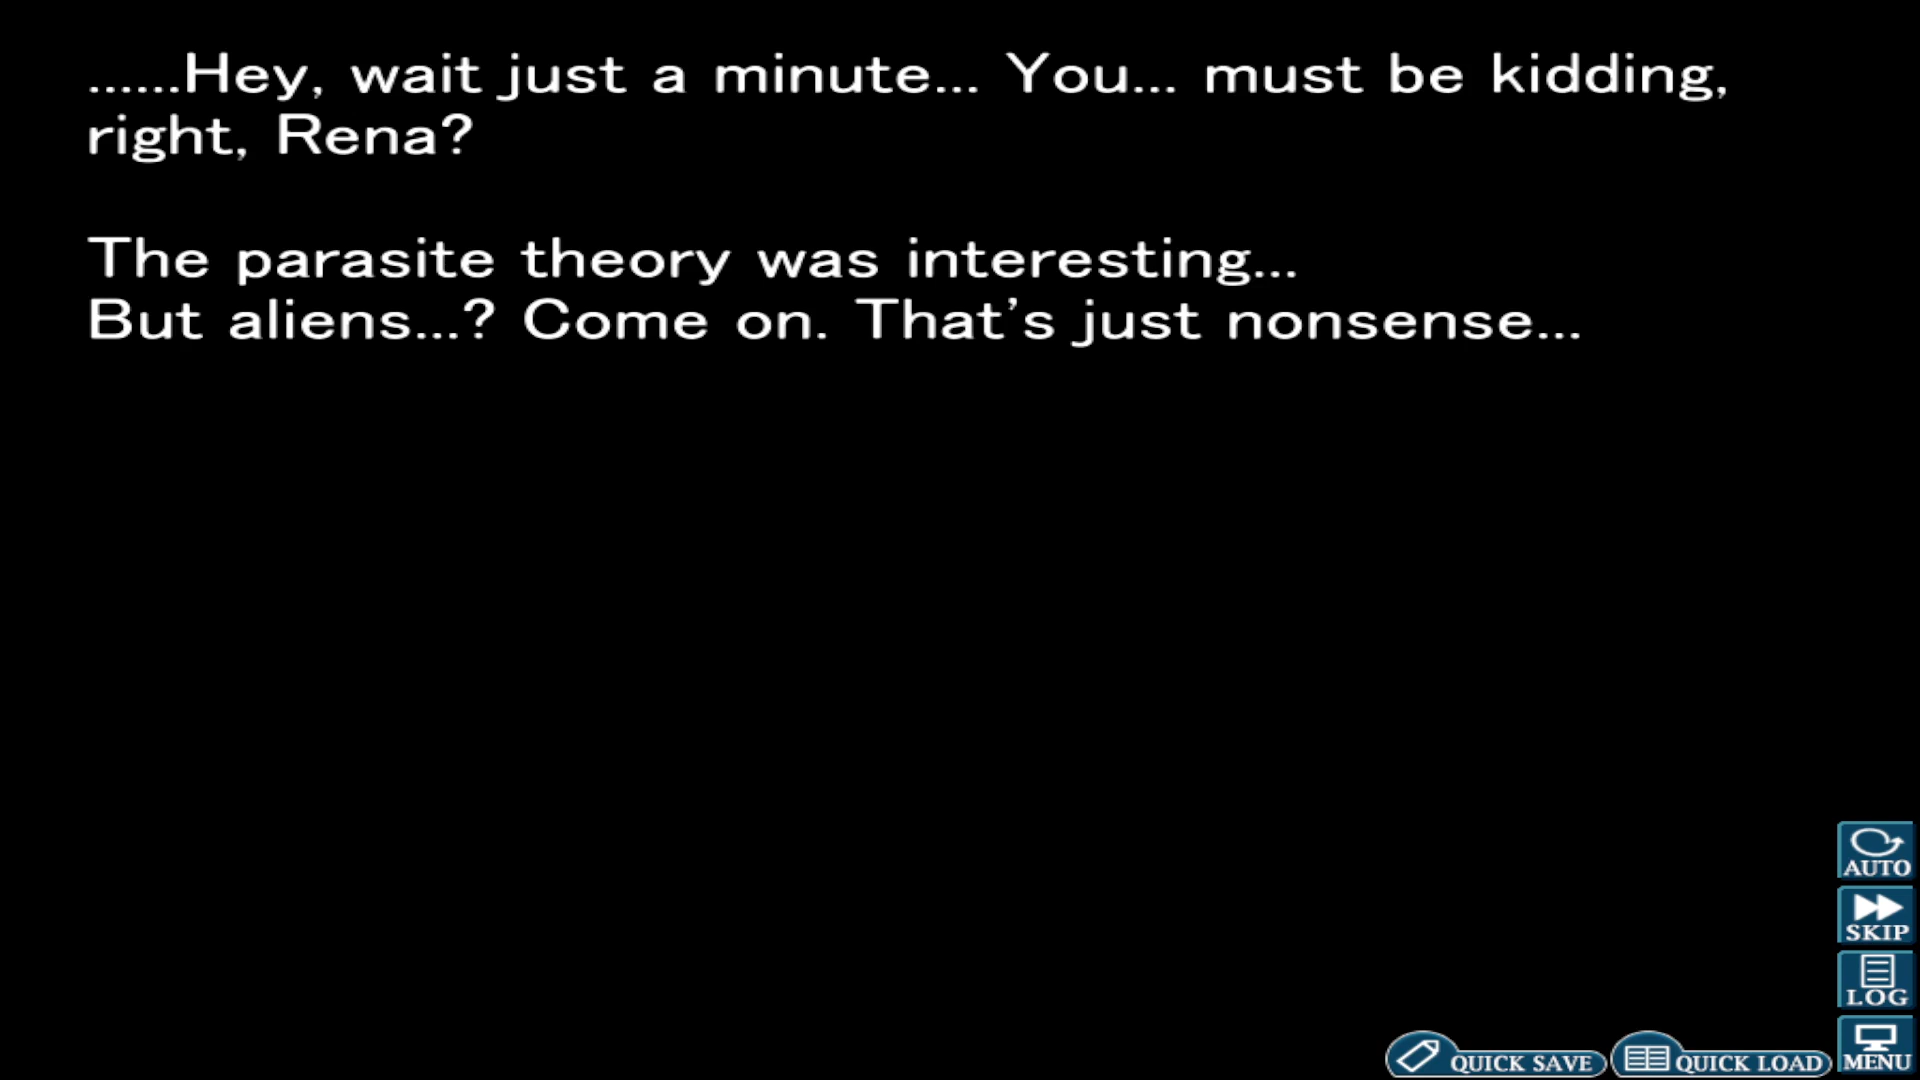 ......Hey, wait just a minute... You... must be kidding,
right, Rena?
The parasite theory was interesting...
But aliens...? Come on. That's just nonsense...
AUTO
SKIP
LOG
QUICK SAVE
QUICK LOAD
MENU